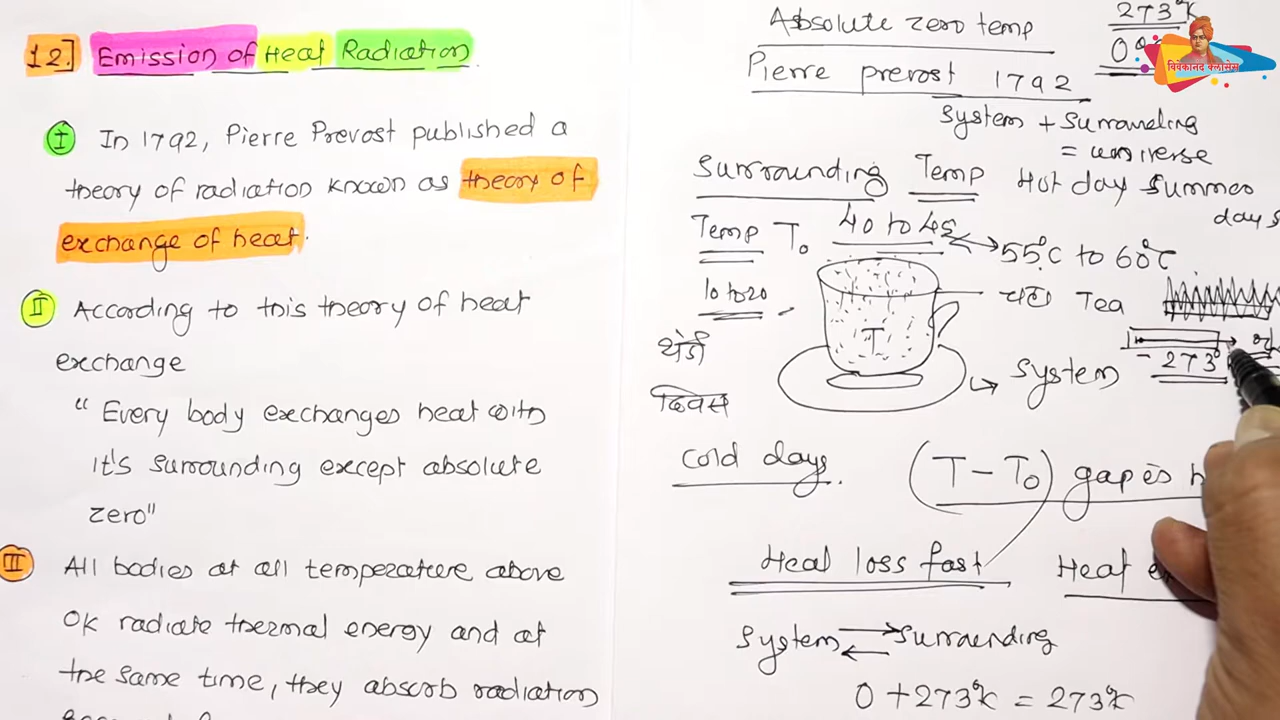 12.] Emission of Heat Radiation.
I In 1792, Pierre Prevost published a
theory of radiation known as theory of
exchange of heat.
II According to this theory of heat
exchange
" Every body exchanges heat with
it's surrounding except absolute
zero"
III All bodies at all temperature above
0K radiate thermal energy and at
the same time, they absorb radiation
Absolute zero temp
273°K
Pierre prevost 1792
विवेकानंद क्लासेस
System + Surrounding
= universe
Surrounding Temp Hot day Summer
days
Temp T₀ 40 to 45 55°C to 60°C
10 to 20 चहा Tea
T
थंडी
-273°
दिवस
System
Cold days. (T - T₀) gap is
Heat loss fast Heat
System Surrounding
0 + 273°K = 273°K